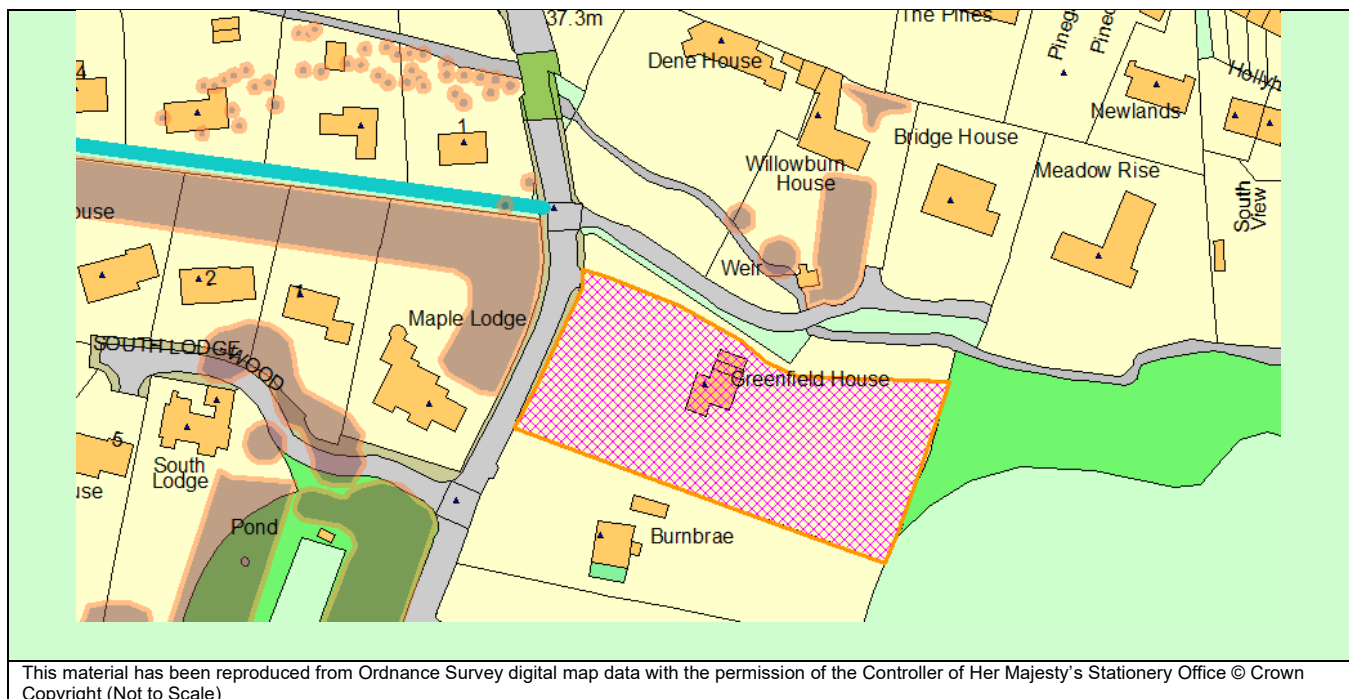 37.3m
The Pines
Dene House
4
1
Newlands
Bridge House
Willowburn
House
Meadow Rise
South
View
Weir
2
1
Maple Lodge
SOUTH LODGE WOOD
Greenfield House
5
South
Lodge
Pond
Burnbrae
This material has been reproduced from Ordnance Survey digital map data with the permission of the Controller of Her Majesty's Stationery Office © Crown
Copyright (Not to Scale)